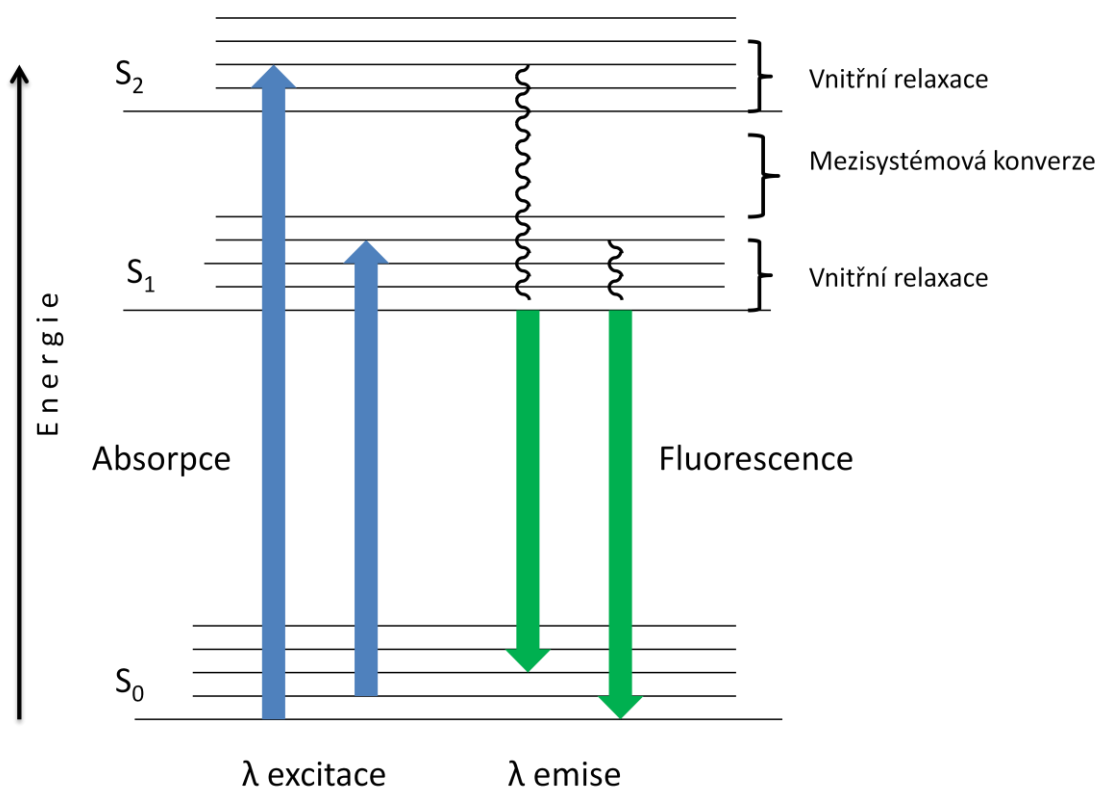 S₂
Vnitřní relaxace
Mezisystémová konverze
S₁
Vnitřní relaxace
Energie
Absorpce
Fluorescence
S₀
λ excitace
λ emise